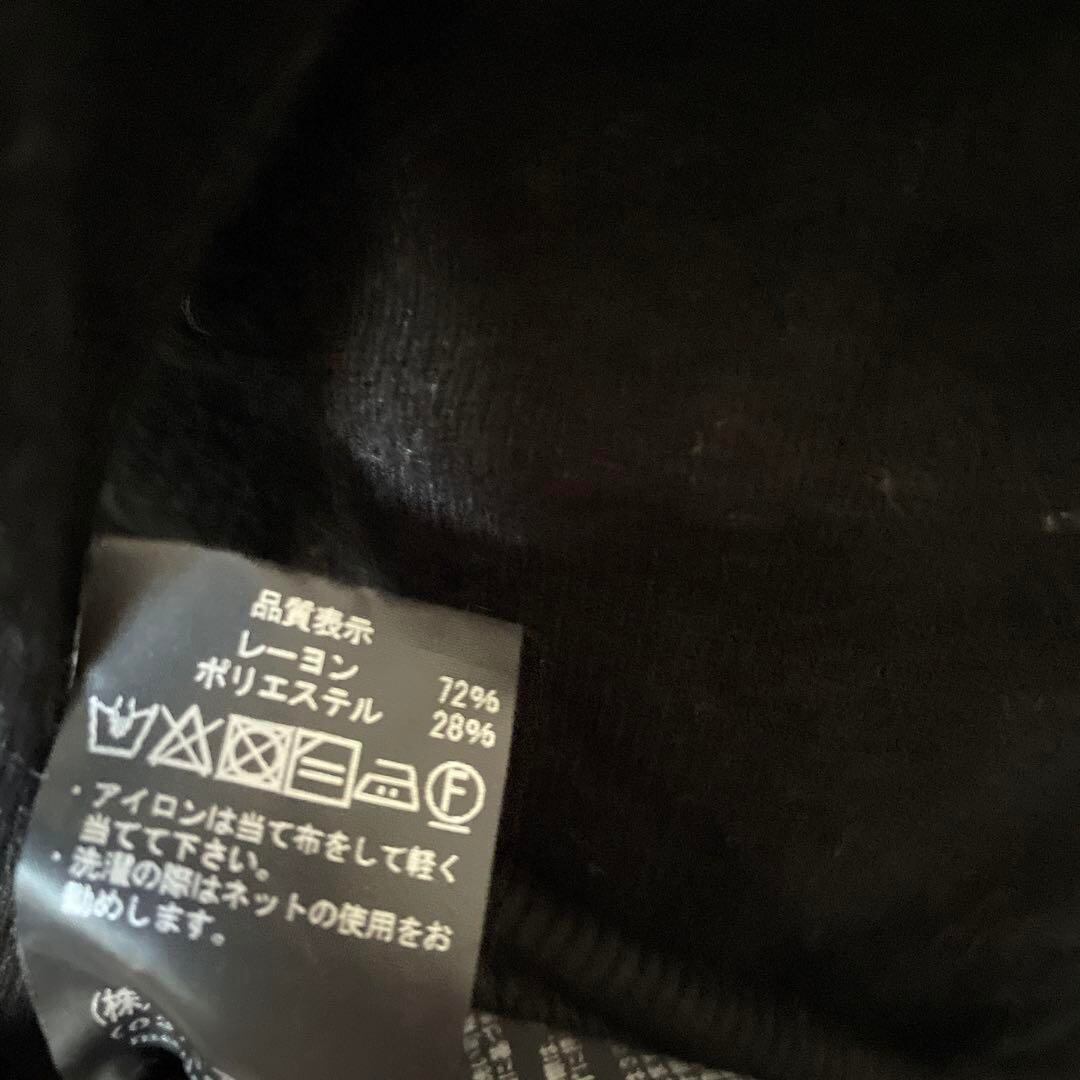 品質表示
レーヨン 72%
ポリエステル 28%
F
・アイロンは当て布をして軽く
当てて下さい。
・洗濯の際はネットの使用をお
勧めします。
(株